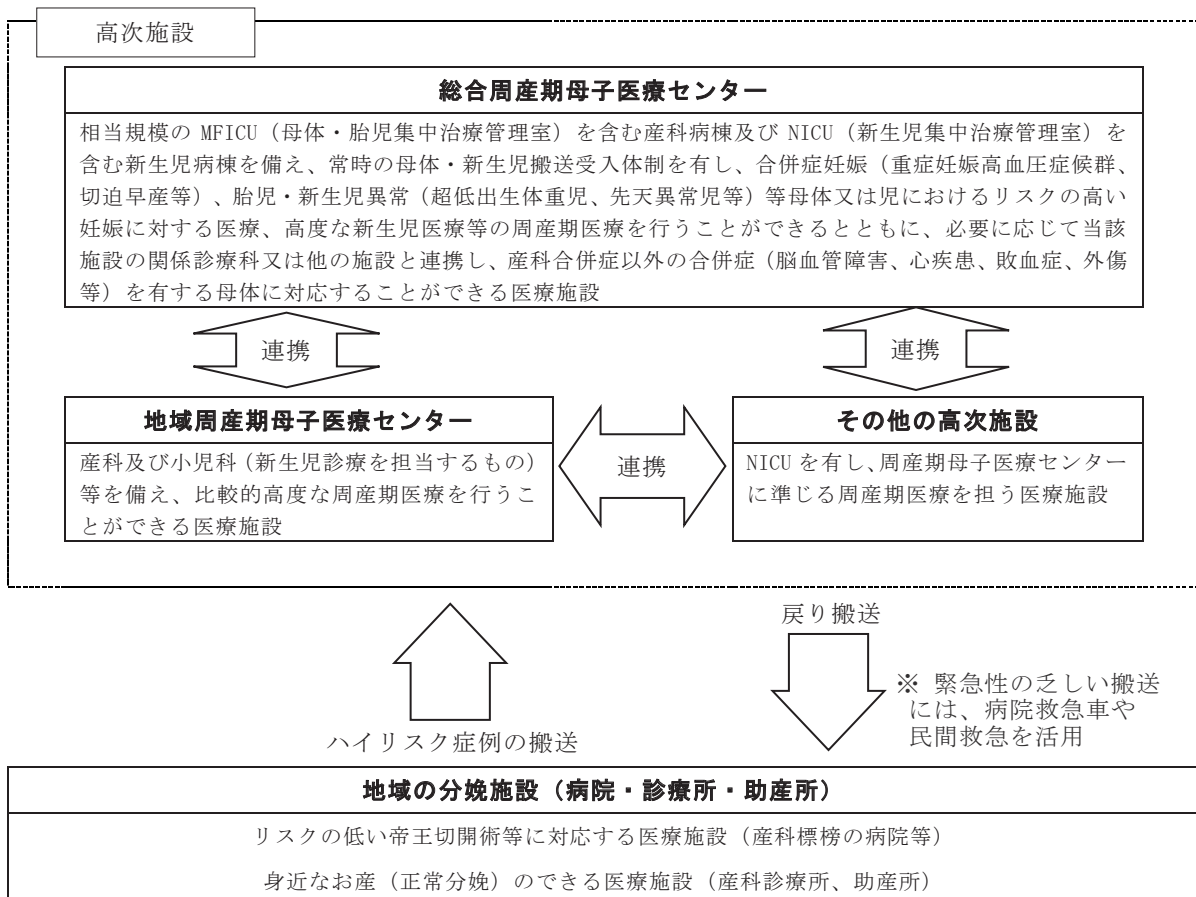 高次施設
総合周産期母子医療センター
相当規模の MFICU（母体・胎児集中治療管理室）を含む産科病棟及び NICU（新生児集中治療管理室）を
含む新生児病棟を備え、常時の母体・新生児搬送受入体制を有し、合併症妊娠（重症妊娠高血圧症候群、
切迫早産等）、胎児・新生児異常（超低出生体重児、先天異常児等）等母体又は児におけるリスクの高い
妊娠に対する医療、高度な新生児医療等の周産期医療を行うことができるとともに、必要に応じて当該
施設の関係診療科又は他の施設と連携し、産科合併症以外の合併症（脳血管障害、心疾患、敗血症、外傷
等）を有する母体に対応することができる医療施設
連携
連携
地域周産期母子医療センター
産科及び小児科（新生児診療を担当するもの）
等を備え、比較的高度な周産期医療を行うこ
とができる医療施設
連携
その他の高次施設
NICU を有し、周産期母子医療センター
に準じる周産期医療を担う医療施設
ハイリスク症例の搬送
戻り搬送
※ 緊急性の乏しい搬送
には、病院救急車や
民間救急を活用
地域の分娩施設（病院・診療所・助産所）
リスクの低い帝王切開術等に対応する医療施設（産科標榜の病院等）
身近なお産（正常分娩）のできる医療施設（産科診療所、助産所）